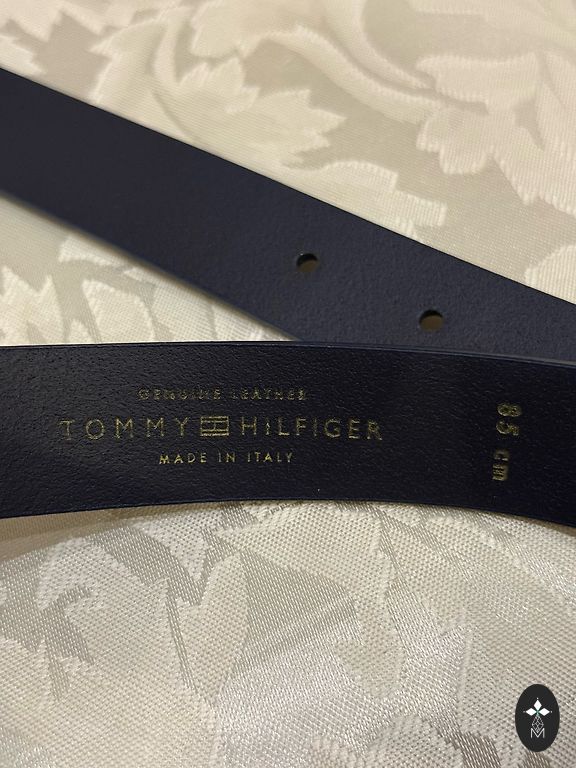 GENUINE LEATHER
TOMMY HILFIGER
MADE IN ITALY
85 cm
M